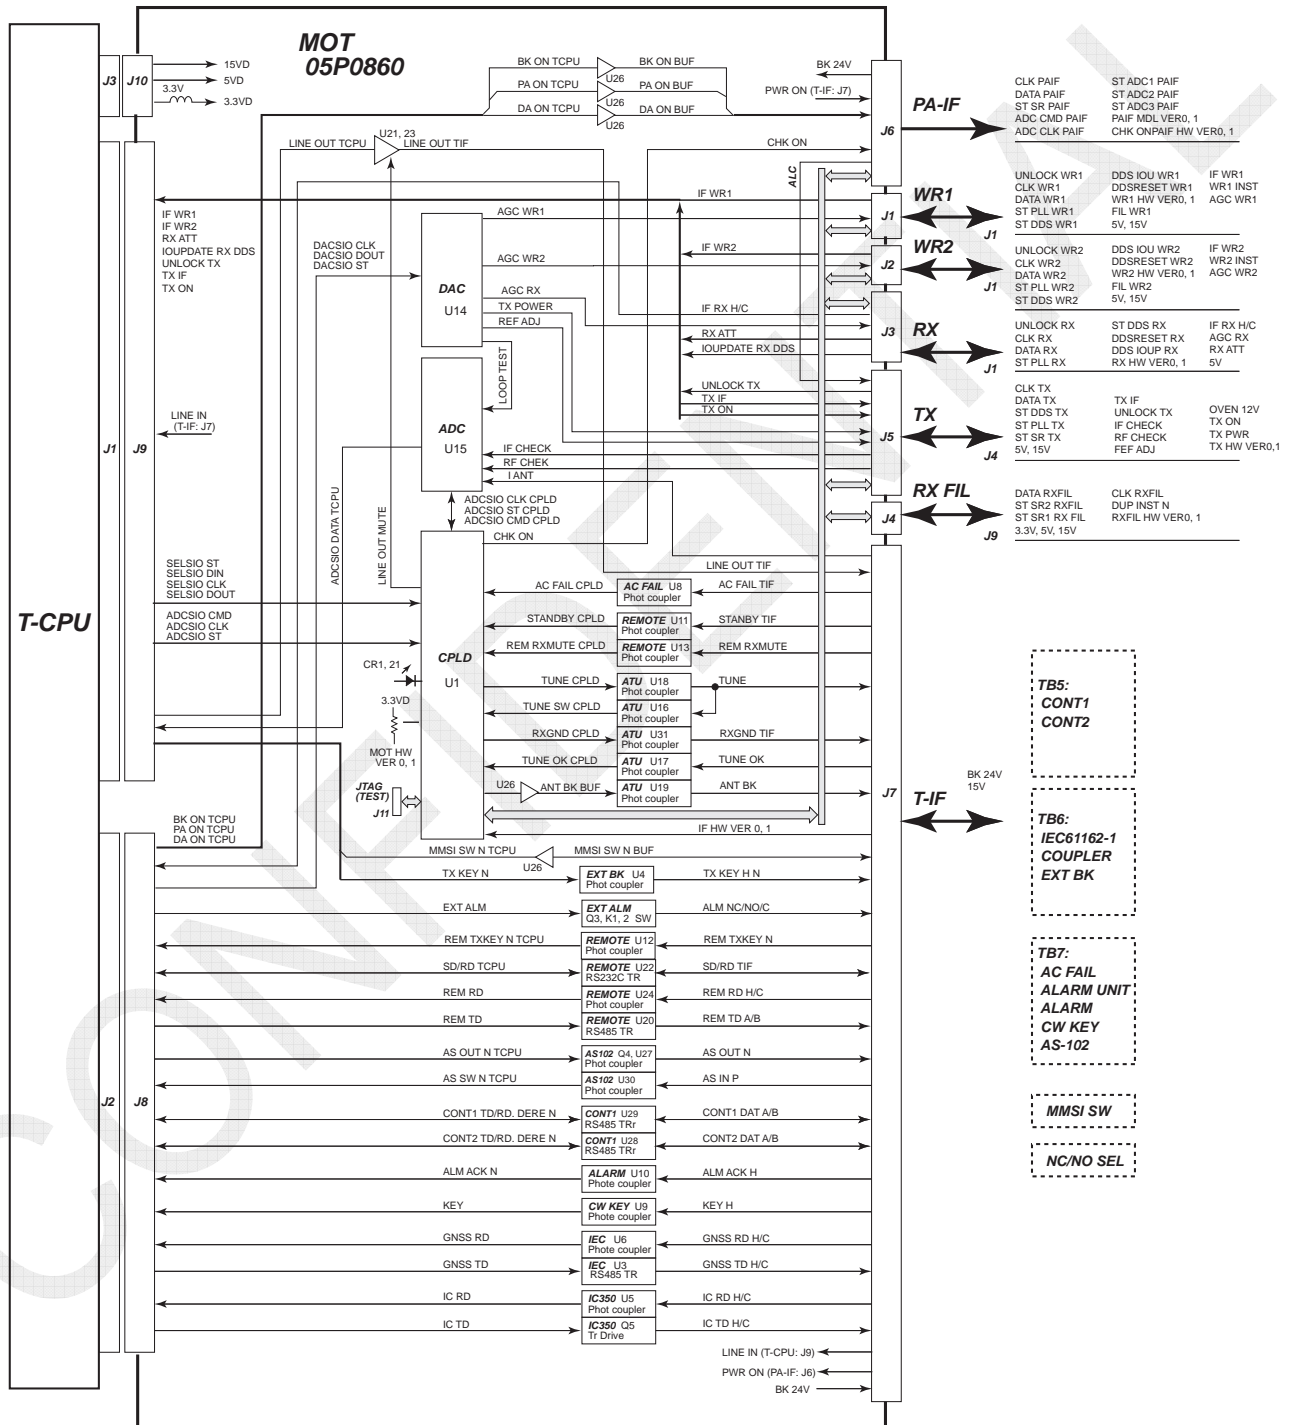 MOT
05P0860
T-CPU
J3
J10
15VD
5VD
3.3V
3.3VD
BK ON TCPU
U26
BK ON BUF
PA ON TCPU
U26
PA ON BUF
DA ON TCPU
U26
DA ON BUF
BK 24V
PWR ON (T-IF: J7)
J6
PA-IF
CLK PAIF
DATA PAIF
ST SR PAIF
ADC CMD PAIF
ADC CLK PAIF
ST ADC1 PAIF
ST ADC2 PAIF
ST ADC3 PAIF
PAIF MDL VER0, 1
CHK ONPAIF HW VER0, 1
LINE OUT TCPU
U21, 23
LINE OUT TIF
CHK ON
ALC
IF WR1
IF WR2
RX ATT
IOUPDATE RX DDS
UNLOCK TX
TX IF
TX ON
DACSIO CLK
DACSIO DOUT
DACSIO ST
DAC
U14
AGC WR1
AGC WR2
AGC RX
TX POWER
REF ADJ
LOOP TEST
IF WR1
J1
WR1
J1
UNLOCK WR1
CLK WR1
DATA WR1
ST PLL WR1
ST DDS WR1
DDS IOU WR1
DDSRESET WR1
WR1 HW VER0, 1
FIL WR1
5V, 15V
IF WR1
WR1 INST
AGC WR1
IF WR2
J2
WR2
J1
UNLOCK WR2
CLK WR2
DATA WR2
ST PLL WR2
ST DDS WR2
DDS IOU WR2
DDSRESET WR2
WR2 HW VER0, 1
FIL WR2
5V, 15V
IF WR2
WR2 INST
AGC WR2
IF RX H/C
RX ATT
IOUPDATE RX DDS
J3
RX
J1
UNLOCK RX
CLK RX
DATA RX
ST PLL RX
ST DDS RX
DDSRESET RX
DDS IOUP RX
RX HW VER0, 1
IF RX H/C
AGC RX
RX ATT
5V
UNLOCK TX
TX IF
TX ON
J5
TX
J4
CLK TX
DATA TX
ST DDS TX
ST PLL TX
ST SR TX
5V, 15V
TX IF
UNLOCK TX
IF CHECK
RF CHECK
FEF ADJ
OVEN 12V
TX ON
TX PWR
TX HW VER0,1
J1
J9
LINE IN
(T-IF: J7)
ADC
U15
IF CHECK
RF CHEK
I ANT
ADCSIO CLK CPLD
ADCSIO ST CPLD
ADCSIO CMD CPLD
ADCSIO DATA TCPU
LINE OUT MUTE
CHK ON
J4
RX FIL
J9
DATA RXFIL
ST SR2 RXFIL
ST SR1 RX FIL
3.3V, 5V, 15V
CLK RXFIL
DUP INST N
RXFIL HW VER0, 1
LINE OUT TIF
SELSIO ST
SELSIO DIN
SELSIO CLK
SELSIO DOUT
ADCSIO CMD
ADCSIO CLK
ADCSIO ST
CPLD
U1
CR1, 21
3.3VD
MOT HW
VER 0, 1
JTAG
(TEST)
J11
AC FAIL CPLD
AC FAIL U8
Phot coupler
AC FAIL TIF
STANDBY CPLD
REMOTE U11
Phot coupler
STANBY TIF
REM RXMUTE CPLD
REMOTE U13
Phot coupler
REM RXMUTE
TUNE CPLD
ATU U18
Phot coupler
TUNE
TUNE SW CPLD
ATU U16
Phot coupler
RXGND CPLD
ATU U31
Phot coupler
RXGND TIF
TUNE OK CPLD
ATU U17
Phot coupler
TUNE OK
U26
ANT BK BUF
ATU U19
Phot coupler
ANT BK
IF HW VER 0, 1
J7
T-IF
BK 24V
15V
TB5:
CONT1
CONT2
TB6:
IEC61162-1
COUPLER
EXT BK
TB7:
AC FAIL
ALARM UNIT
ALARM
CW KEY
AS-102
MMSI SW
NC/NO SEL
J2
J8
BK ON TCPU
PA ON TCPU
DA ON TCPU
MMSI SW N TCPU
U26
MMSI SW N BUF
TX KEY N
EXT BK U4
Phot coupler
TX KEY H N
EXT ALM
EXT ALM
Q3, K1, 2 SW
ALM NC/NO/C
REM TXKEY N TCPU
REMOTE U12
Phot coupler
REM TXKEY N
SD/RD TCPU
REMOTE U22
RS232C TR
SD/RD TIF
REM RD
REMOTE U24
Phot coupler
REM RD H/C
REM TD
REMOTE U20
RS485 TR
REM TD A/B
AS OUT N TCPU
AS102 Q4, U27
Phot coupler
AS OUT N
AS SW N TCPU
AS102 U30
Phot coupler
AS IN P
CONT1 TD/RD. DERE N
CONT1 U29
RS485 TRr
CONT1 DAT A/B
CONT2 TD/RD. DERE N
CONT1 U28
RS485 TRr
CONT2 DAT A/B
ALM ACK N
ALARM U10
Phote coupler
ALM ACK H
KEY
CW KEY U9
Phote coupler
KEY H
GNSS RD
IEC U6
Phote coupler
GNSS RD H/C
GNSS TD
IEC U3
RS485 TR
GNSS TD H/C
IC RD
IC350 U5
Phot coupler
IC RD H/C
IC TD
IC350 Q5
Tr Drive
IC TD H/C
LINE IN (T-CPU: J9)
PWR ON (PA-IF: J6)
BK 24V
CONFIDENTIAL